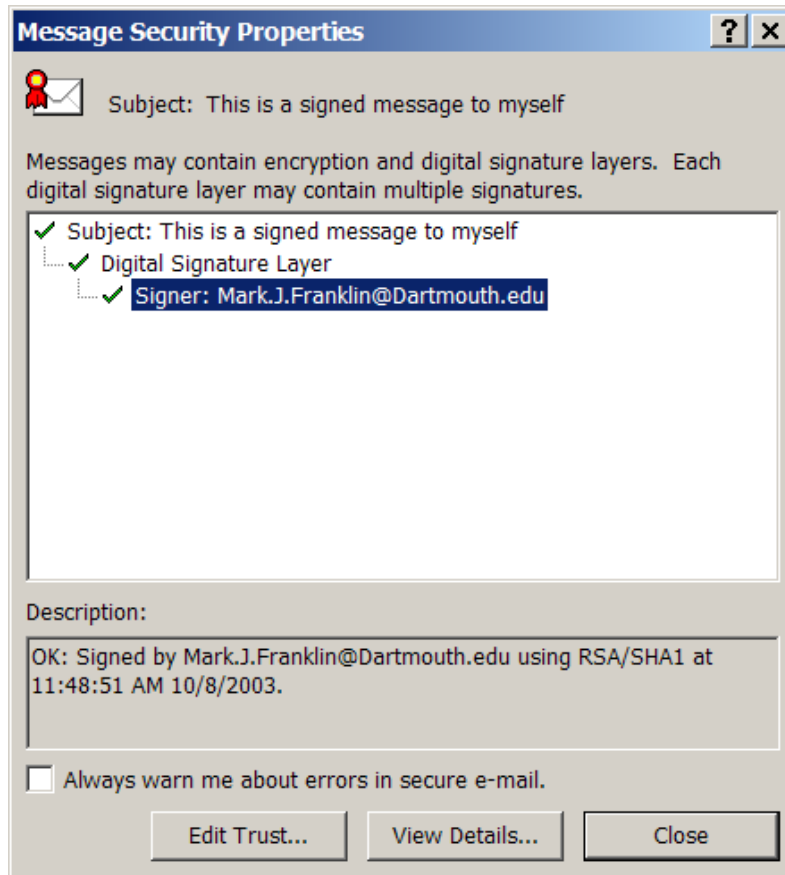 Message Security Properties
Subject: This is a signed message to myself
Messages may contain encryption and digital signature layers. Each
digital signature layer may contain multiple signatures.
Subject: This is a signed message to myself
Digital Signature Layer
Signer: Mark.J.Franklin@Dartmouth.edu
Description:
OK: Signed by Mark.J.Franklin@Dartmouth.edu using RSA/SHA1 at
11:48:51 AM 10/8/2003.
Always warn me about errors in secure e-mail.
Edit Trust... View Details... Close